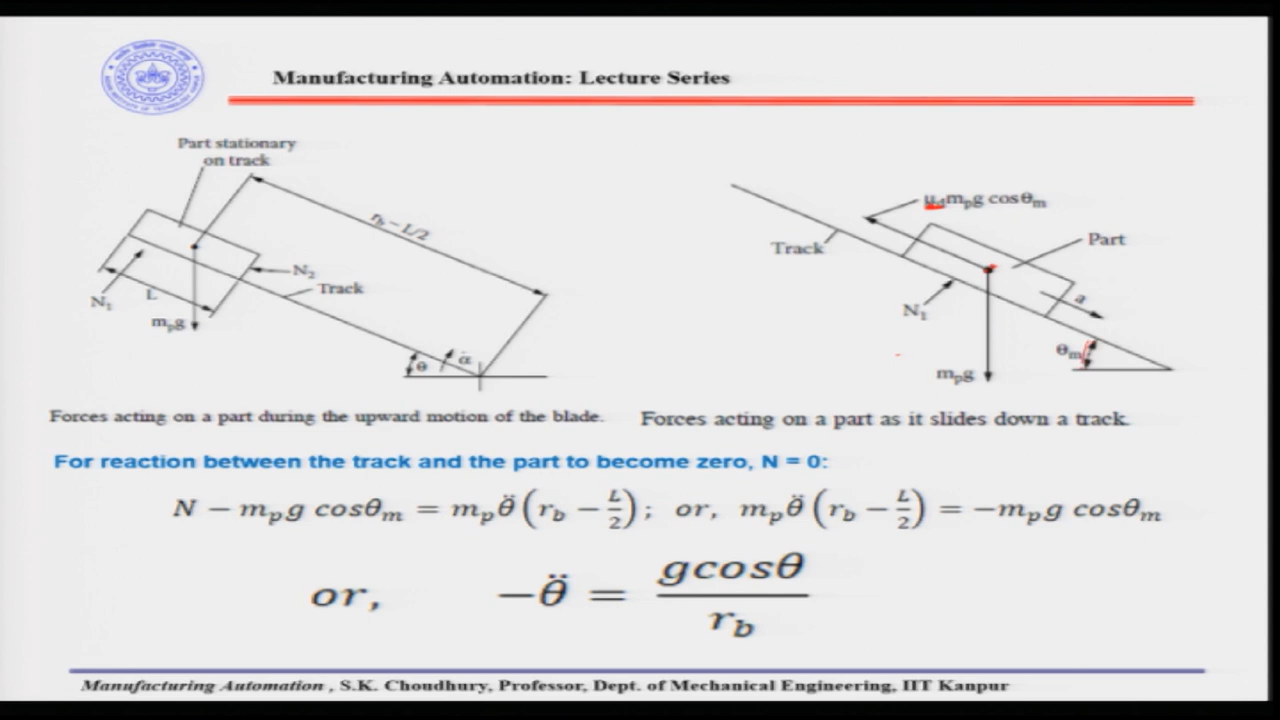 Manufacturing Automation: Lecture Series
Part stationary
on track
r_b − L/2
N₂
Track
N₁
L
m_pg
θ
α̇
μ_d m_pg cosθ_m
Track
Part
N₁
a
θ_m
m_pg
Forces acting on a part during the upward motion of the blade.
Forces acting on a part as it slides down a track.
For reaction between the track and the part to become zero, N = 0:
N − m_pg cosθ_m = m_pθ̈ (r_b − L/2); or, m_pθ̈ (r_b − L/2) = −m_pg cosθ_m
or, −θ̈ = gcosθ / r_b
Manufacturing Automation , S.K. Choudhury, Professor, Dept. of Mechanical Engineering, IIT Kanpur